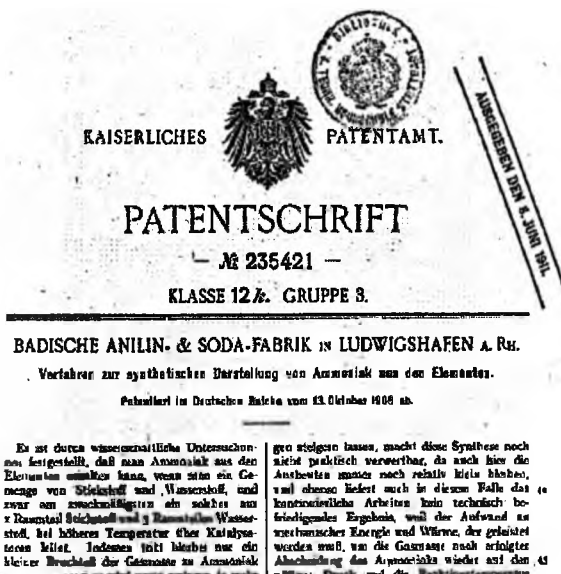 BIBLIOTHEK
KAISERLICHES PATENTAMT.
AUSGEGEBEN DEN 8. JUNI 1911.
PATENTSCHRIFT
— № 235421 —
KLASSE 12k. GRUPPE 3.
BADISCHE ANILIN- & SODA-FABRIK IN LUDWIGSHAFEN A. RH.
Verfahren zur synthetischen Darstellung von Ammoniak aus den Elementen.
Patentiert im Deutschen Reiche vom 13. Oktober 1908 ab.
Es ist durch wissenschaftliche Untersuchun-
gen festgestellt, daß man Ammoniak aus den
Elementen erhalten kann, wenn man ein Ge-
menge von Stickstoff und Wasserstoff, und
zwar am zweckmäßigsten ein solches aus
1 Raumteil Stickstoff und 3 Raumteilen Wasser-
stoff, bei höherer Temperatur über Katalysa-
toren leitet. Indessen tritt hierbei nur ein
kleiner Bruchteil der Gasmasse zu Ammoniak
gen steigern lassen, macht diese Synthese noch
nicht praktisch verwertbar, da auch hier die
Ausbeuten immer noch relativ klein bleiben,
und ebenso liefert auch in diesem Falle das
kontinuierliche Arbeiten kein technisch be-
friedigendes Ergebnis, weil der Aufwand an
mechanischer Energie und Wärme, der geleistet
werden muß, um die Gasmasse nach erfolgter
Abscheidung des Ammoniaks wieder auf den 45